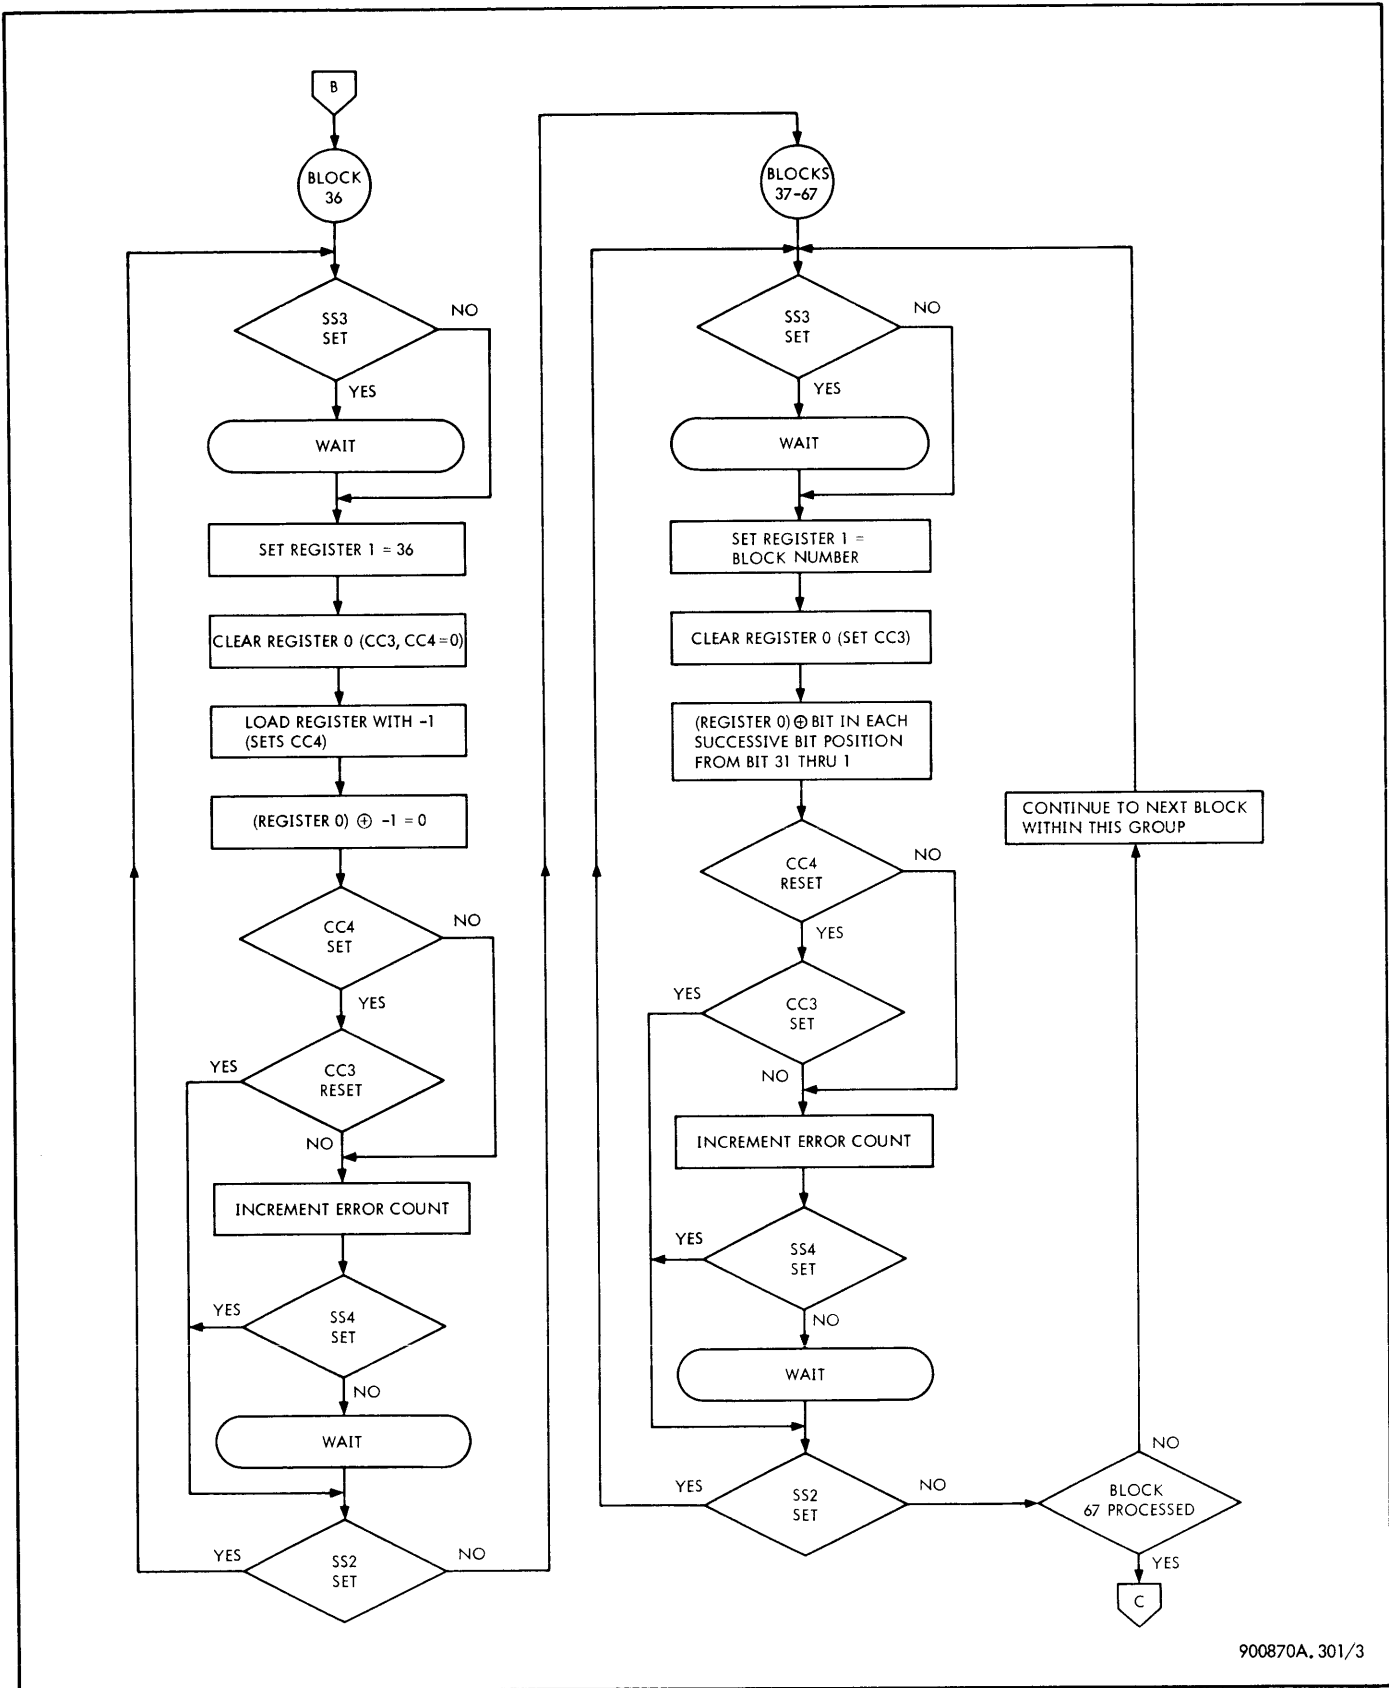 B
BLOCK
36
SS3
SET
NO
YES
WAIT
SET REGISTER 1 = 36
CLEAR REGISTER 0 (CC3, CC4=0)
LOAD REGISTER WITH -1
(SETS CC4)
(REGISTER 0) ⊕ -1 = 0
CC4
SET
NO
YES
CC3
RESET
YES
NO
INCREMENT ERROR COUNT
SS4
SET
YES
NO
WAIT
SS2
SET
YES
NO
BLOCKS
37-67
SS3
SET
NO
YES
WAIT
SET REGISTER 1 =
BLOCK NUMBER
CLEAR REGISTER 0 (SET CC3)
(REGISTER 0) ⊕ BIT IN EACH
SUCCESSIVE BIT POSITION
FROM BIT 31 THRU 1
CC4
RESET
NO
YES
CC3
SET
YES
NO
INCREMENT ERROR COUNT
SS4
SET
YES
NO
WAIT
SS2
SET
YES
NO
CONTINUE TO NEXT BLOCK
WITHIN THIS GROUP
BLOCK
67 PROCESSED
NO
YES
C
900870A. 301/3